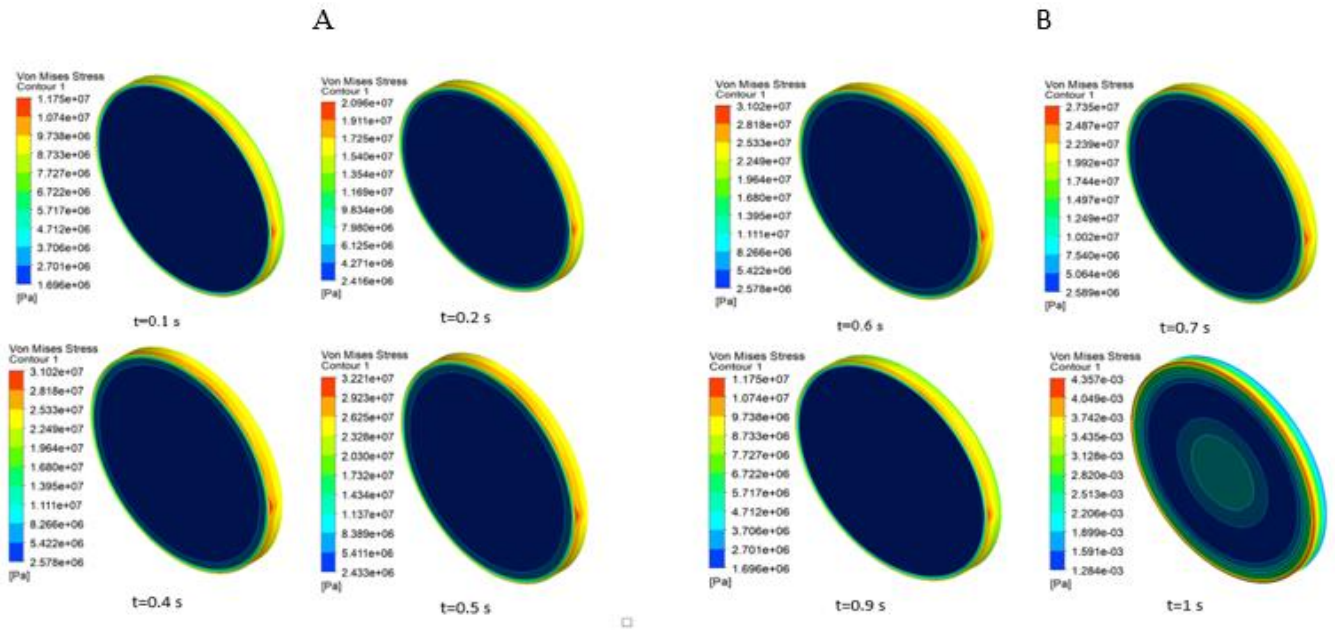 A
B
Von Mises Stress
Contour 1
1.175e+07
1.074e+07
9.738e+06
8.733e+06
7.727e+06
6.722e+06
5.717e+06
4.712e+06
3.706e+06
2.701e+06
1.696e+06
[Pa]
t=0.1 s
Von Mises Stress
Contour 1
2.096e+07
1.911e+07
1.725e+07
1.540e+07
1.354e+07
1.169e+07
9.834e+06
7.980e+06
6.125e+06
4.271e+06
2.416e+06
[Pa]
t=0.2 s
Von Mises Stress
Contour 1
3.102e+07
2.818e+07
2.533e+07
2.249e+07
1.964e+07
1.680e+07
1.395e+07
1.111e+07
8.266e+06
5.422e+06
2.578e+06
[Pa]
t=0.6 s
Von Mises Stress
Contour 1
2.735e+07
2.487e+07
2.239e+07
1.992e+07
1.744e+07
1.497e+07
1.249e+07
1.002e+07
7.540e+06
5.064e+06
2.589e+06
[Pa]
t=0.7 s
Von Mises Stress
Contour 1
3.102e+07
2.818e+07
2.533e+07
2.249e+07
1.964e+07
1.680e+07
1.395e+07
1.111e+07
8.266e+06
5.422e+06
2.578e+06
[Pa]
t=0.4 s
Von Mises Stress
Contour 1
3.221e+07
2.923e+07
2.625e+07
2.328e+07
2.030e+07
1.732e+07
1.434e+07
1.137e+07
8.389e+06
5.411e+06
2.433e+06
[Pa]
t=0.5 s
Von Mises Stress
Contour 1
1.175e+07
1.074e+07
9.738e+06
8.733e+06
7.727e+06
6.722e+06
5.717e+06
4.712e+06
3.706e+06
2.701e+06
1.696e+06
[Pa]
t=0.9 s
Von Mises Stress
Contour 1
4.357e-03
4.049e-03
3.742e-03
3.435e-03
3.128e-03
2.820e-03
2.513e-03
2.206e-03
1.899e-03
1.591e-03
1.284e-03
[Pa]
t=1 s